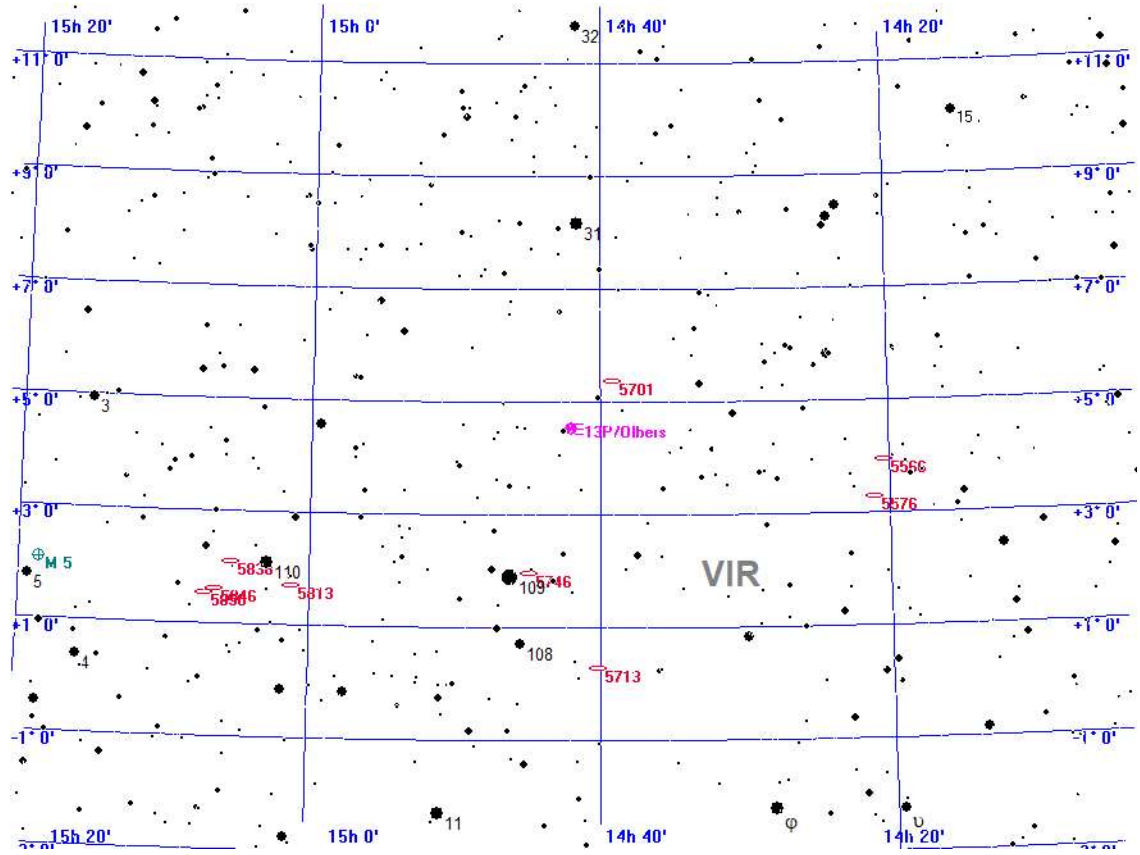 15h 20' 15h 0' 14h 40' 14h 20'
32
+11° 0' +11° 0'
15
+9° 0' +9° 0'
31
+7° 0' +7° 0'
5701
+5° 0' +5° 0'
3
13P/Olbers
5566
5576
+3° 0' +3° 0'
M 5
5838 110 5746 VIR
5 5846 5813 109
+1° 0' +1° 0'
108
4
5713
-1° 0' -1° 0'
11 φ υ
15h 20' 15h 0' 14h 40' 14h 20'